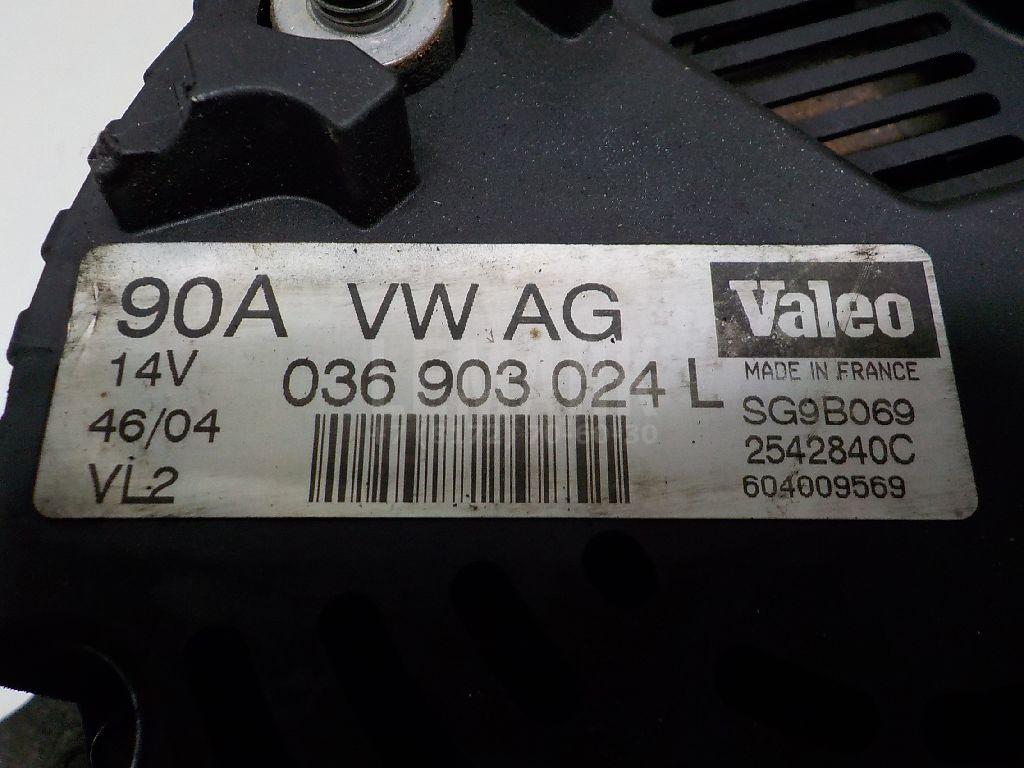 90A VW AG
14V
036 903 024 L
46/04
VL2
Valeo
MADE IN FRANCE
SG9B069
2542840C
604009569